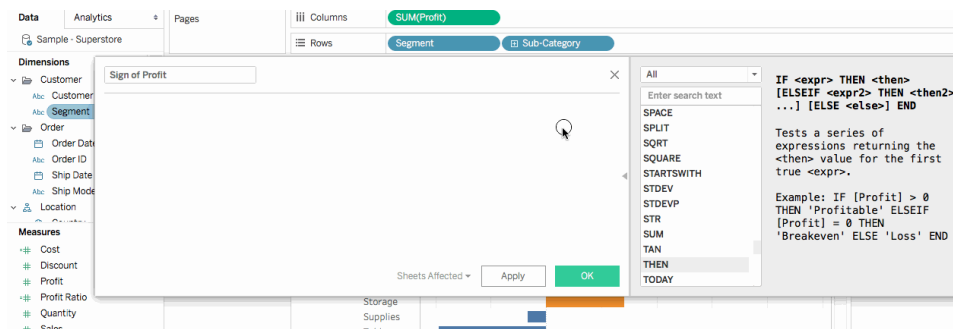 Data
Analytics
Pages
Columns
SUM(Profit)
Sample - Superstore
Rows
Segment
Sub-Category
Dimensions
Customer
Abc Customer
Abc Segment
Order
Order Date
Abc Order ID
Ship Date
Abc Ship Mode
Location
Measures
Cost
Discount
Profit
Profit Ratio
Quantity
Sales
Sign of Profit
Sheets Affected
Apply
OK
All
Enter search text
SPACE
SPLIT
SQRT
SQUARE
STARTSWITH
STDEV
STDEVP
STR
SUM
TAN
THEN
TODAY
IF <expr> THEN <then>
[ELSEIF <expr2> THEN <then2>
...] [ELSE <else>] END
Tests a series of
expressions returning the
<then> value for the first
true <expr>.
Example: IF [Profit] > 0
THEN 'Profitable' ELSEIF
[Profit] = 0 THEN
'Breakeven' ELSE 'Loss' END
Storage
Supplies